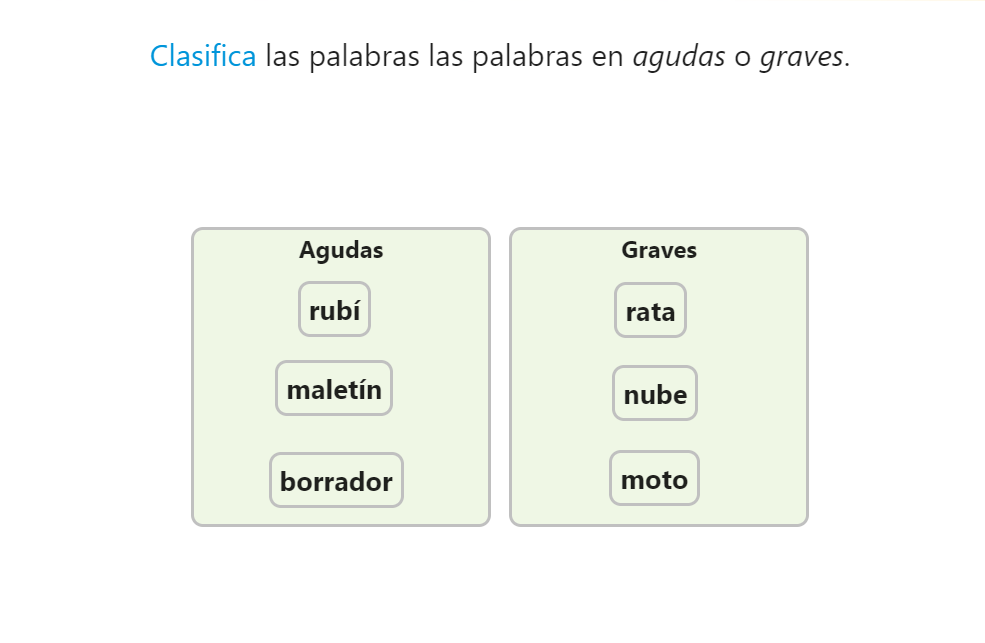 Clasifica las palabras las palabras en agudas o graves.
Agudas
rubí
maletín
borrador
Graves
rata
nube
moto